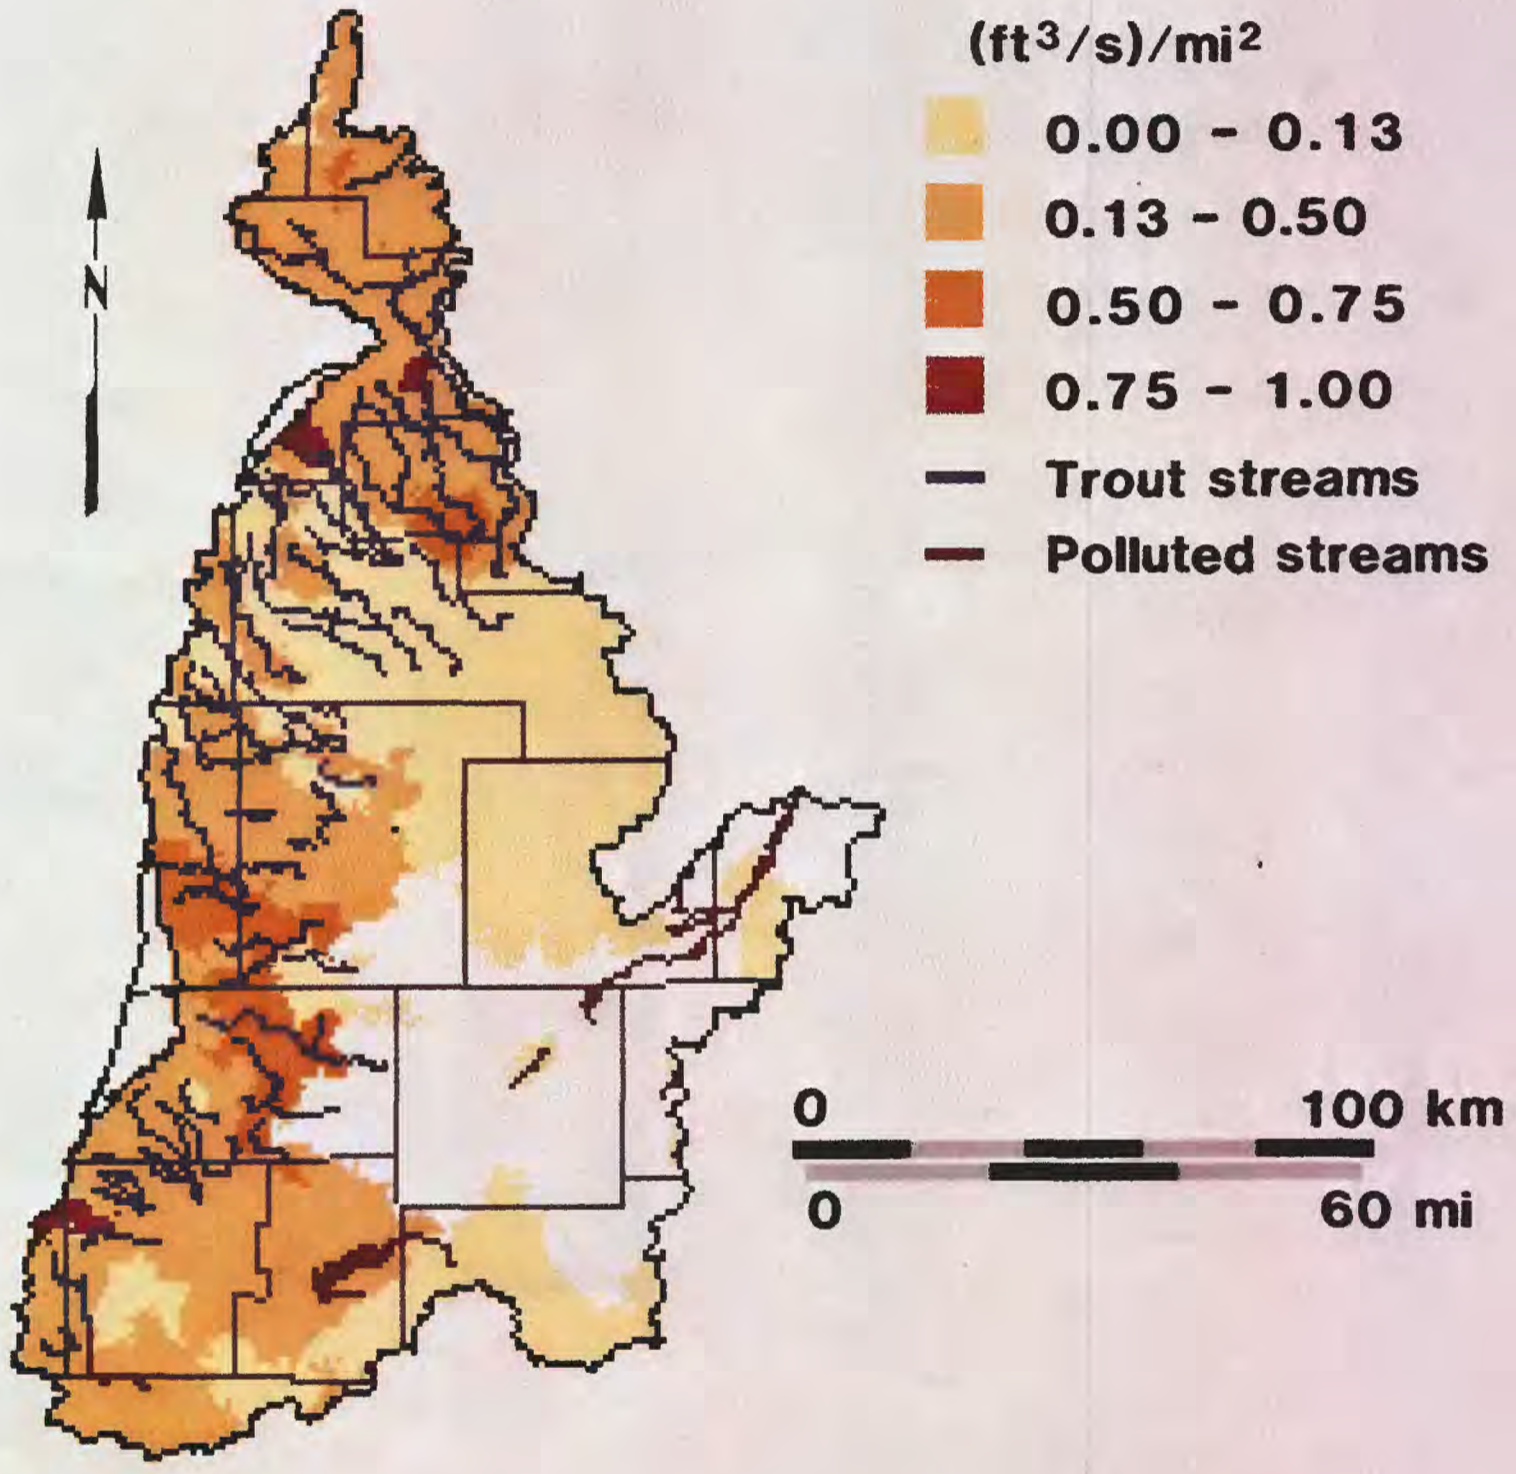 (ft³/s)/mi²
0.00 - 0.13
0.13 - 0.50
0.50 - 0.75
0.75 - 1.00
Trout streams
Polluted streams
N
0 100 km
0 60 mi